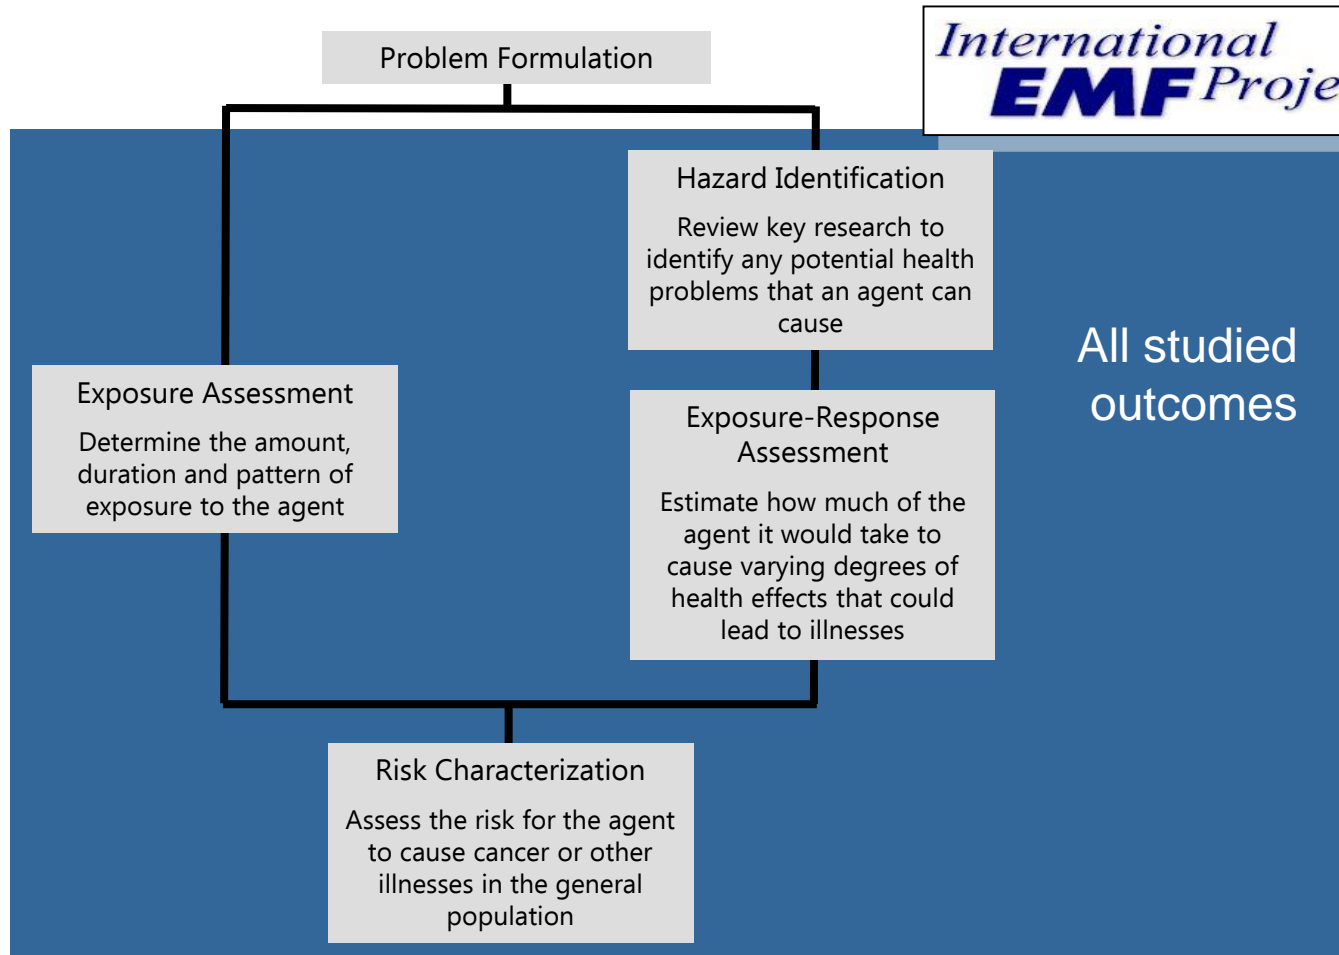 Problem Formulation
International
EMF Proje
Hazard Identification
Review key research to
identify any potential health
problems that an agent can
cause
All studied
outcomes
Exposure Assessment
Determine the amount,
duration and pattern of
exposure to the agent
Exposure-Response
Assessment
Estimate how much of the
agent it would take to
cause varying degrees of
health effects that could
lead to illnesses
Risk Characterization
Assess the risk for the agent
to cause cancer or other
illnesses in the general
population